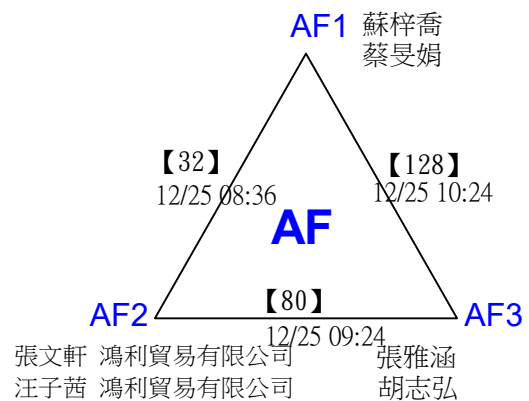 AF1 蘇梓喬
蔡旻娟
【32】
12/25 08:36
【128】
12/25 10:24
AF
【80】
12/25 09:24
AF2
AF3
張文軒 鴻利貿易有限公司
汪子茜 鴻利貿易有限公司
張雅涵
胡志弘